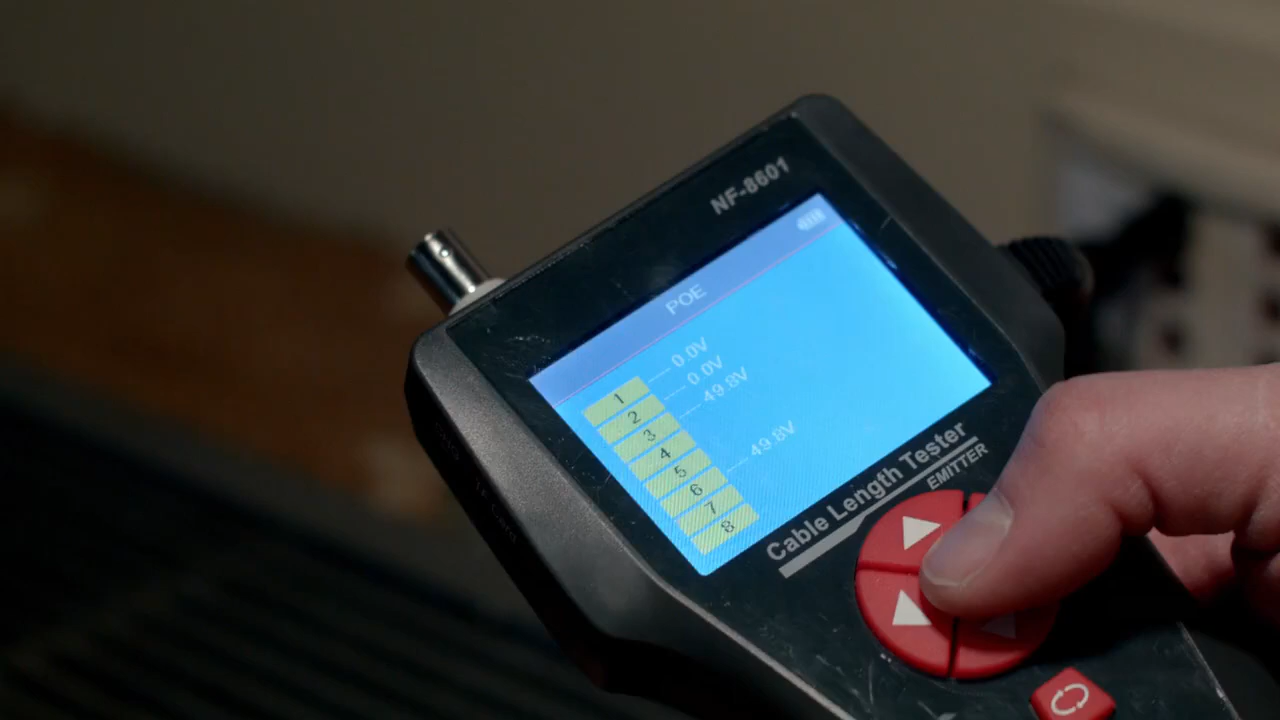 NF-8601
POE
1 0.0V
2 0.0V
3 49.8V
4
5
6 49.8V
7
8
Cable Length Tester
EMITTER